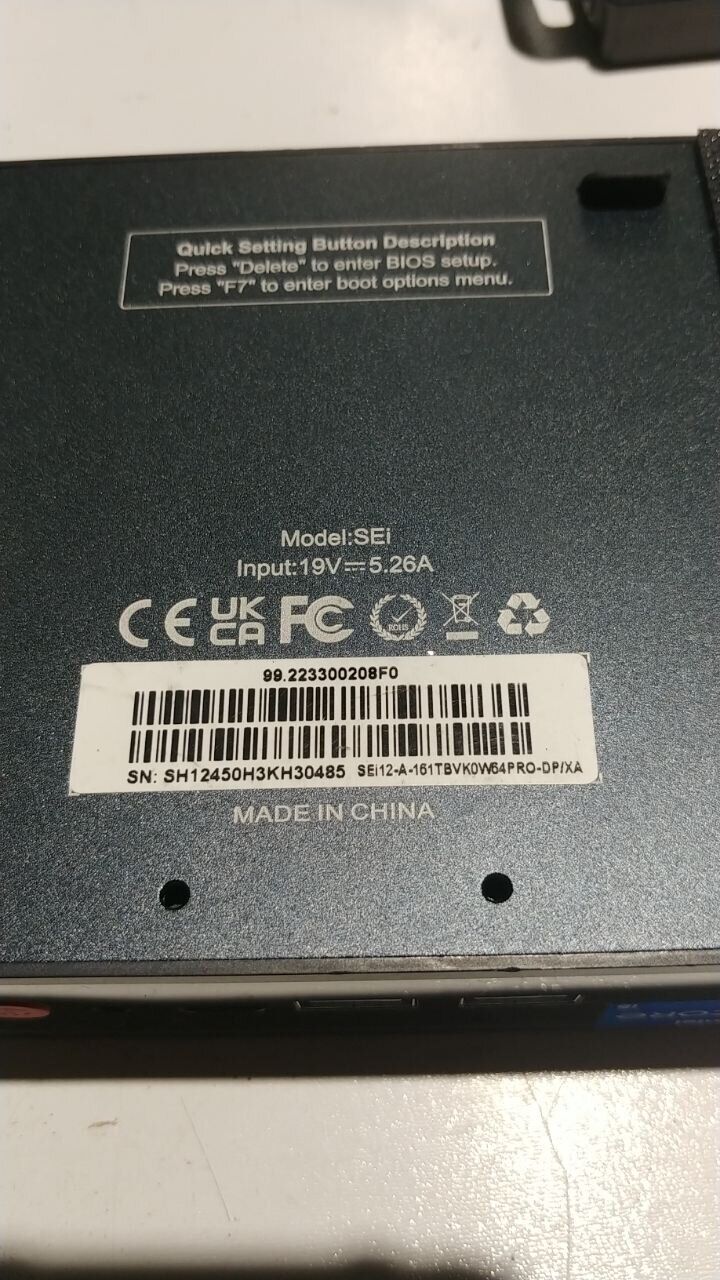 Quick Setting Button Description
Press "Delete" to enter BIOS setup.
Press "F7" to enter boot options menu.
Model:SEi
Input:19V⎓5.26A
CE UK CA FC ROHS
99.223300208F0
SN: SH12450H3KH30485 SEi12-A-161TBVK0W64PRO-DP/XA
MADE IN CHINA